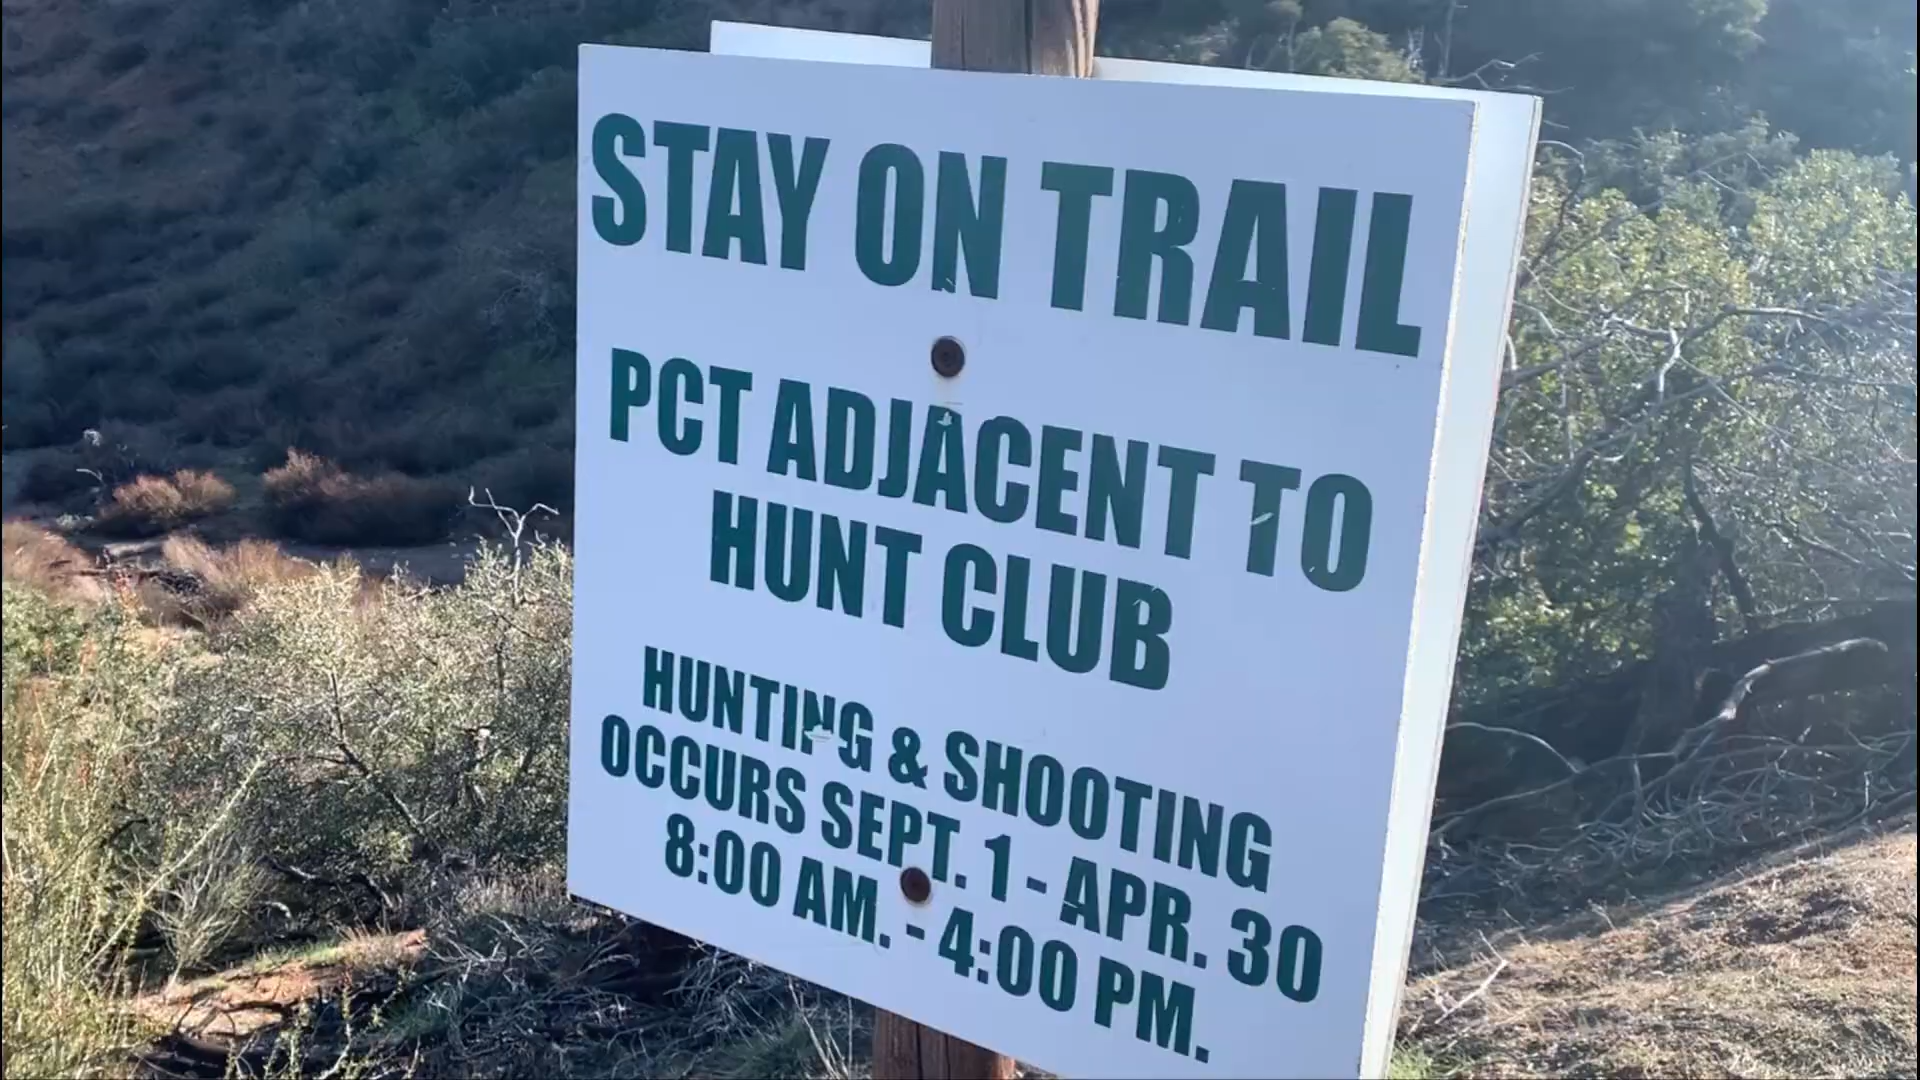 STAY ON TRAIL
PCT ADJACENT TO
HUNT CLUB
HUNTING & SHOOTING
OCCURS SEPT. 1 - APR. 30
8:00 AM. - 4:00 PM.